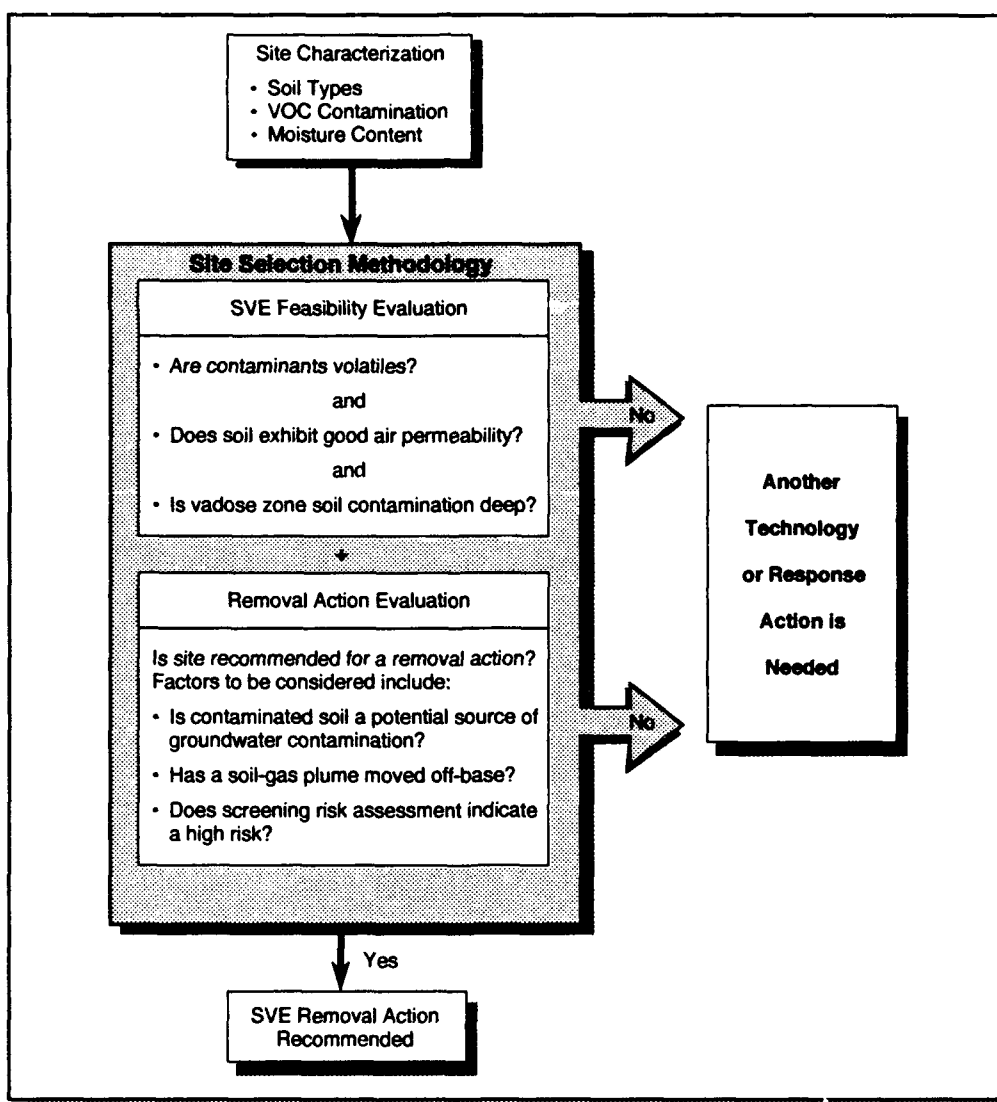 Site Characterization
• Soil Types
• VOC Contamination
• Moisture Content
Site Selection Methodology
SVE Feasibility Evaluation
• Are contaminants volatiles?
and
• Does soil exhibit good air permeability?
and
• Is vadose zone soil contamination deep?
+
Removal Action Evaluation
Is site recommended for a removal action?
Factors to be considered include:
• Is contaminated soil a potential source of
groundwater contamination?
• Has a soil-gas plume moved off-base?
• Does screening risk assessment indicate
a high risk?
No
No
Another
Technology
or Response
Action is
Needed
Yes
SVE Removal Action
Recommended